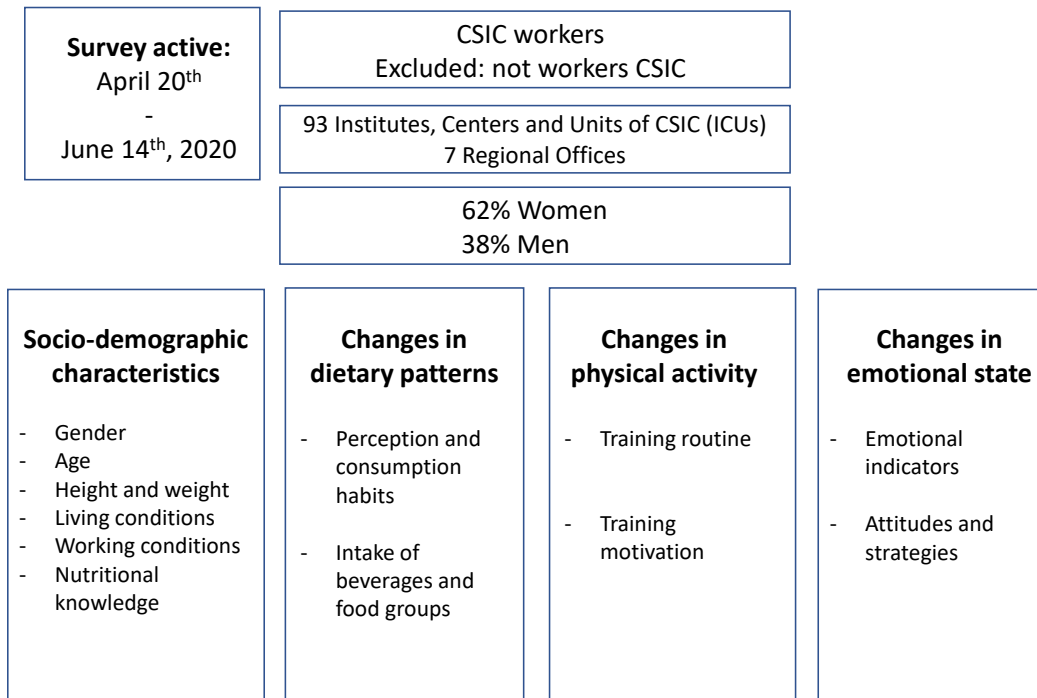 Survey active:
April 20th
-
June 14th, 2020
CSIC workers
Excluded: not workers CSIC
93 Institutes, Centers and Units of CSIC (ICUs)
7 Regional Offices
62% Women
38% Men
Socio-demographic
characteristics
- Gender
- Age
- Height and weight
- Living conditions
- Working conditions
- Nutritional
knowledge
Changes in
dietary patterns
- Perception and
consumption
habits
- Intake of
beverages and
food groups
Changes in
physical activity
- Training routine
- Training
motivation
Changes in
emotional state
- Emotional
indicators
- Attitudes and
strategies